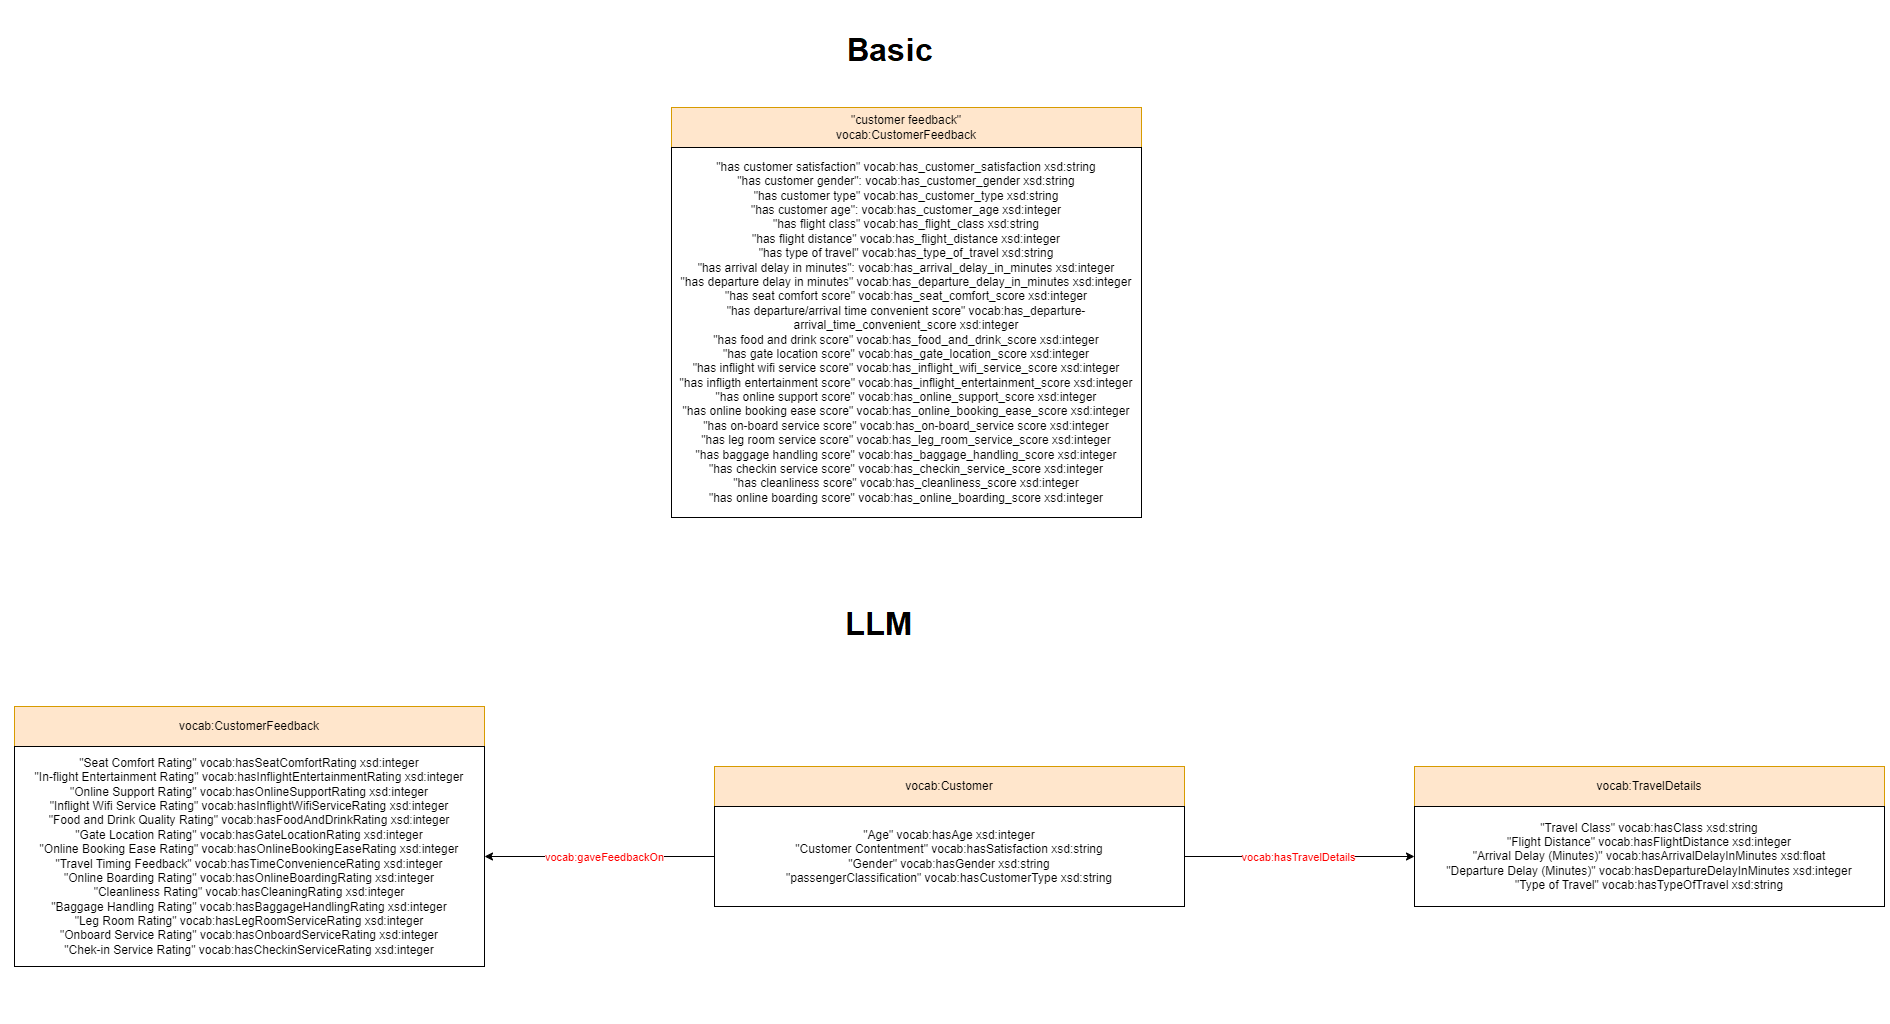 Basic
"customer feedback"
vocab:CustomerFeedback
"has customer satisfaction" vocab:has_customer_satisfaction xsd:string
"has customer gender": vocab:has_customer_gender xsd:string
"has customer type" vocab:has_customer_type xsd:string
"has customer age": vocab:has_customer_age xsd:integer
"has flight class" vocab:has_flight_class xsd:string
"has flight distance" vocab:has_flight_distance xsd:integer
"has type of travel" vocab:has_type_of_travel xsd:string
"has arrival delay in minutes": vocab:has_arrival_delay_in_minutes xsd:integer
"has departure delay in minutes" vocab:has_departure_delay_in_minutes xsd:integer
"has seat comfort score" vocab:has_seat_comfort_score xsd:integer
"has departure/arrival time convenient score" vocab:has_departure-
arrival_time_convenient_score xsd:integer
"has food and drink score" vocab:has_food_and_drink_score xsd:integer
"has gate location score" vocab:has_gate_location_score xsd:integer
"has inflight wifi service score" vocab:has_inflight_wifi_service_score xsd:integer
"has infligth entertainment score" vocab:has_inflight_entertainment_score xsd:integer
"has online support score" vocab:has_online_support_score xsd:integer
"has online booking ease score" vocab:has_online_booking_ease_score xsd:integer
"has on-board service score" vocab:has_on-board_service score xsd:integer
"has leg room service score" vocab:has_leg_room_service_score xsd:integer
"has baggage handling score" vocab:has_baggage_handling_score xsd:integer
"has checkin service score" vocab:has_checkin_service_score xsd:integer
"has cleanliness score" vocab:has_cleanliness_score xsd:integer
"has online boarding score" vocab:has_online_boarding_score xsd:integer
LLM
vocab:CustomerFeedback
"Seat Comfort Rating" vocab:hasSeatComfortRating xsd:integer
"In-flight Entertainment Rating" vocab:hasInflightEntertainmentRating xsd:integer
"Online Support Rating" vocab:hasOnlineSupportRating xsd:integer
"Inflight Wifi Service Rating" vocab:hasInflightWifiServiceRating xsd:integer
"Food and Drink Quality Rating" vocab:hasFoodAndDrinkRating xsd:integer
"Gate Location Rating" vocab:hasGateLocationRating xsd:integer
"Online Booking Ease Rating" vocab:hasOnlineBookingEaseRating xsd:integer
"Travel Timing Feedback" vocab:hasTimeConvenienceRating xsd:integer
"Online Boarding Rating" vocab:hasOnlineBoardingRating xsd:integer
"Cleanliness Rating" vocab:hasCleaningRating xsd:integer
"Baggage Handling Rating" vocab:hasBaggageHandlingRating xsd:integer
"Leg Room Rating" vocab:hasLegRoomServiceRating xsd:integer
"Onboard Service Rating" vocab:hasOnboardServiceRating xsd:integer
"Chek-in Service Rating" vocab:hasCheckinServiceRating xsd:integer
vocab:gaveFeedbackOn
vocab:Customer
"Age" vocab:hasAge xsd:integer
"Customer Contentment" vocab:hasSatisfaction xsd:string
"Gender" vocab:hasGender xsd:string
"passengerClassification" vocab:hasCustomerType xsd:string
vocab:hasTravelDetails
vocab:TravelDetails
"Travel Class" vocab:hasClass xsd:string
"Flight Distance" vocab:hasFlightDistance xsd:integer
"Arrival Delay (Minutes)" vocab:hasArrivalDelayInMinutes xsd:float
"Departure Delay (Minutes)" vocab:hasDepartureDelayInMinutes xsd:integer
"Type of Travel" vocab:hasTypeOfTravel xsd:string